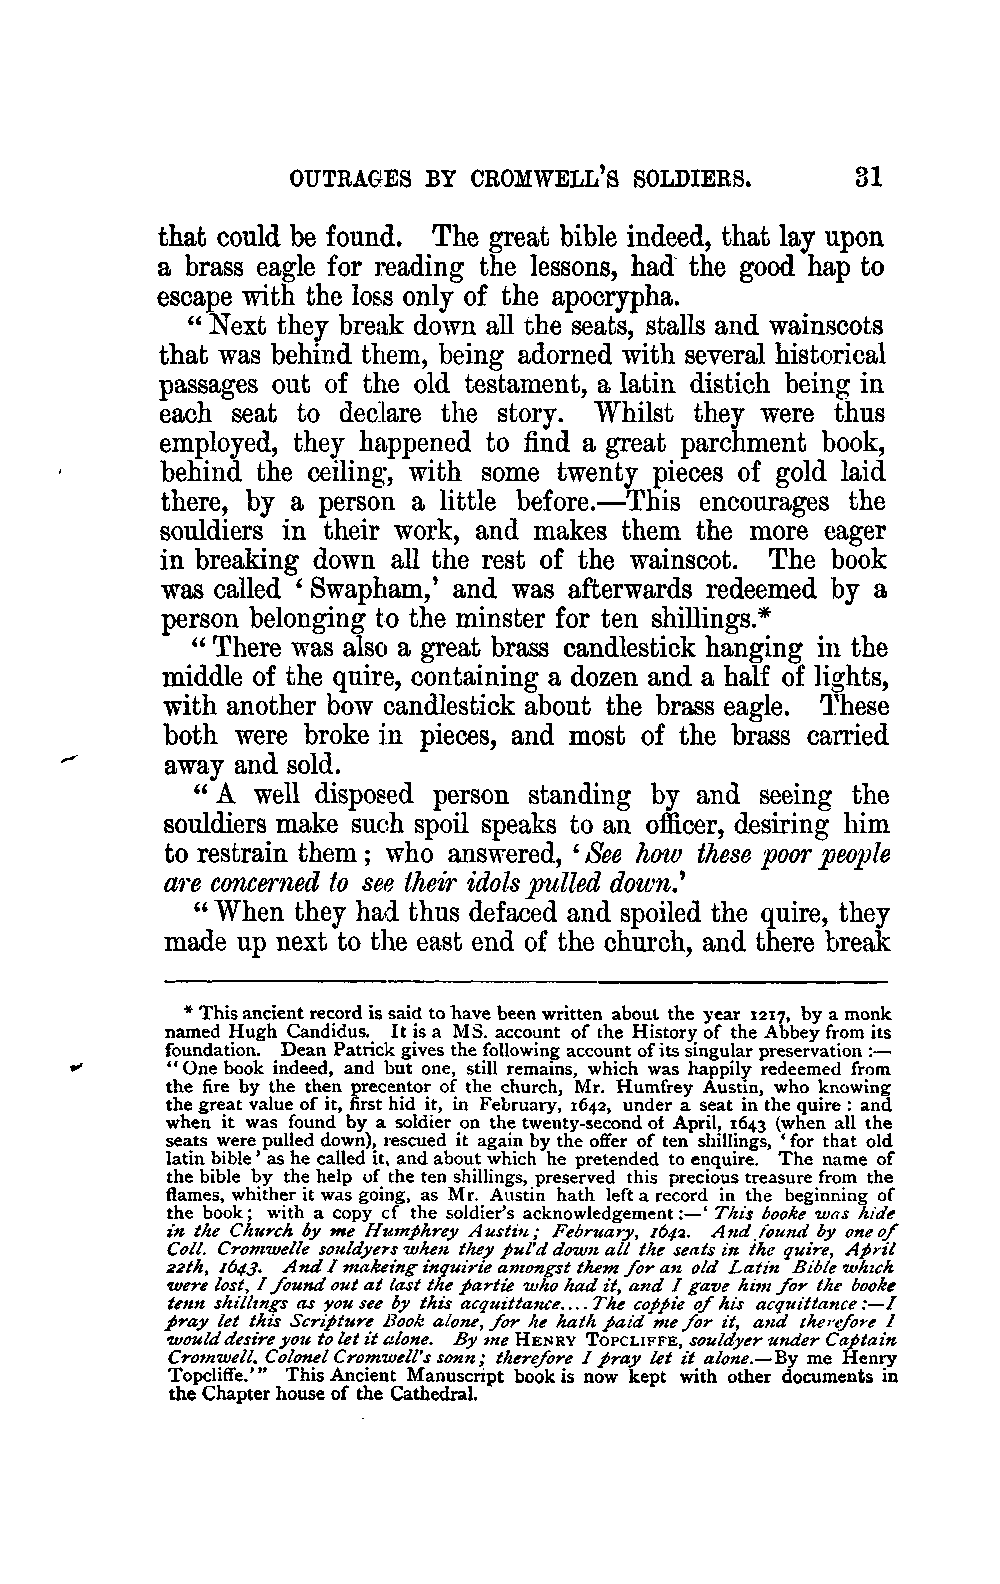 OUTRAGES BY CROMWELL'S SOLDIERS. 31
that could be found. The great bible indeed, that lay upon
a brass eagle for reading the lessons, had the good hap to
escape with the loss only of the apocrypha.
"Next they break down all the seats, stalls and wainscots
that was behind them, being adorned with several historical
passages out of the old testament, a latin distich being in
each seat to declare the story. Whilst they were thus
employed, they happened to find a great parchment book,
behind the ceiling, with some twenty pieces of gold laid
there, by a person a little before.—This encourages the
souldiers in their work, and makes them the more eager
in breaking down all the rest of the wainscot. The book
was called 'Swapham,' and was afterwards redeemed by a
person belonging to the minster for ten shillings.*
"There was also a great brass candlestick hanging in the
middle of the quire, containing a dozen and a half of lights,
with another bow candlestick about the brass eagle. These
both were broke in pieces, and most of the brass carried
away and sold.
"A well disposed person standing by and seeing the
souldiers make such spoil speaks to an officer, desiring him
to restrain them; who answered, 'See how these poor people
are concerned to see their idols pulled down.'
"When they had thus defaced and spoiled the quire, they
made up next to the east end of the church, and there break
* This ancient record is said to have been written about the year 1217, by a monk
named Hugh Candidus. It is a MS. account of the History of the Abbey from its
foundation. Dean Patrick gives the following account of its singular preservation :—
"One book indeed, and but one, still remains, which was happily redeemed from
the fire by the then precentor of the church, Mr. Humfrey Austin, who knowing
the great value of it, first hid it, in February, 1642, under a seat in the quire : and
when it was found by a soldier on the twenty-second of April, 1643 (when all the
seats were pulled down), rescued it again by the offer of ten shillings, 'for that old
latin bible' as he called it, and about which he pretended to enquire. The name of
the bible by the help of the ten shillings, preserved this precious treasure from the
flames, whither it was going, as Mr. Austin hath left a record in the beginning of
the book; with a copy of the soldier's acknowledgement :—'This booke was hide
in the Church by me Humphrey Austin; February, 1642. And found by one of
Coll. Cromwelle souldyers when they pul'd down all the seats in the quire, April
22th, 1643. And I makeing inquirie amongst them for an old Latin Bible which
were lost, I found out at last the partie who had it, and I gave him for the booke
tenn shillings as you see by this acquittance.... The coppie of his acquittance :—I
pray let this Scripture Book alone, for he hath paid me for it, and therefore I
would desire you to let it alone. By me HENRY TOPCLIFFE, souldyer under Captain
Cromwell, Colonel Cromwell's sonn; therefore I pray let it alone.—By me Henry
Topcliffe.'" This Ancient Manuscript book is now kept with other documents in
the Chapter house of the Cathedral.